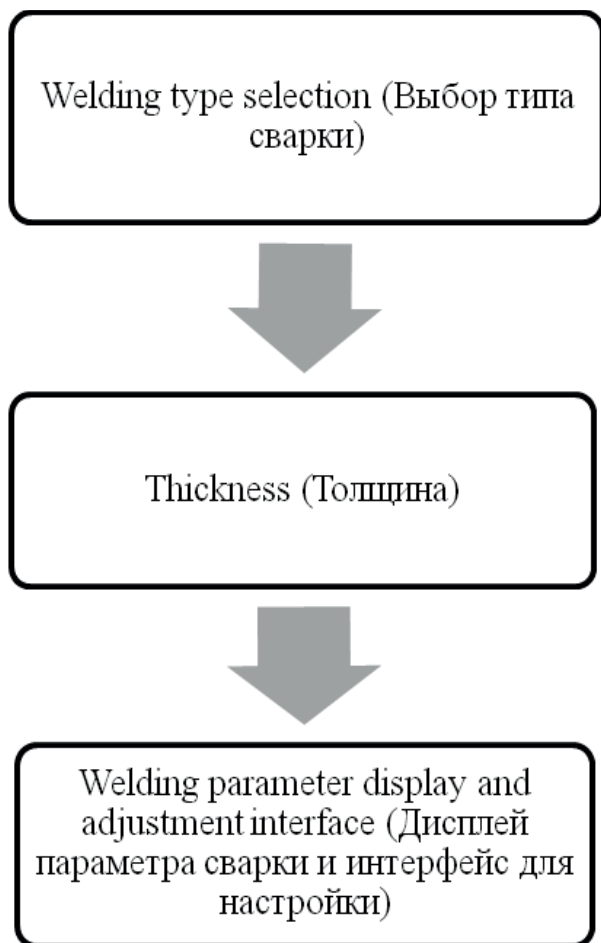 Welding type selection (Выбор типа
сварки)
Thickness (Толщина)
Welding parameter display and
adjustment interface (Дисплей
параметра сварки и интерфейс для
настройки)